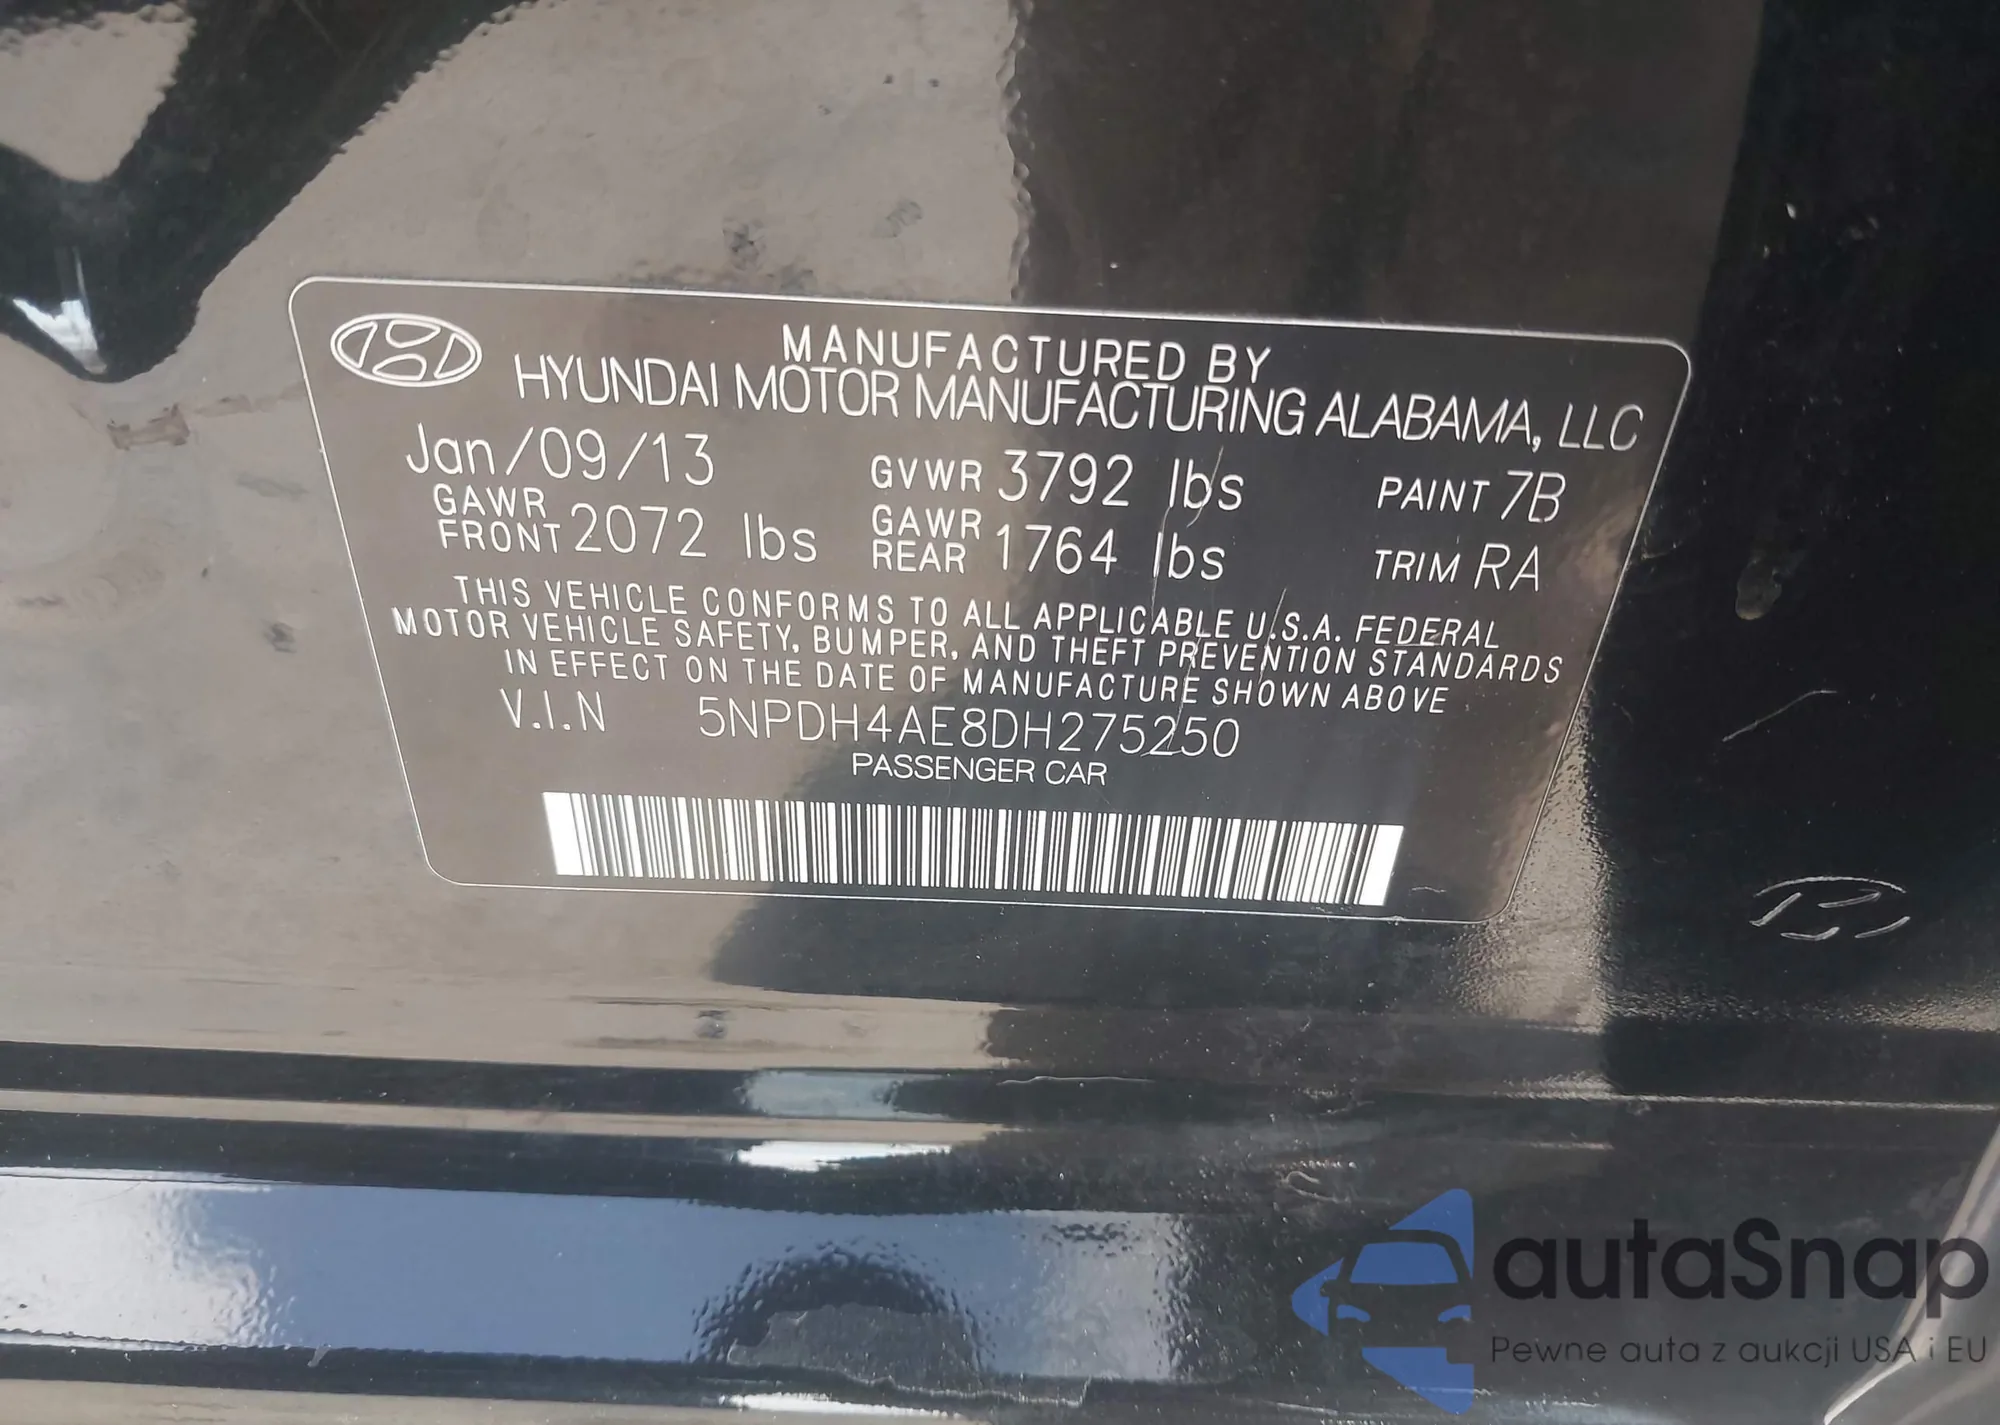 MANUFACTURED BY
HYUNDAI MOTOR MANUFACTURING ALABAMA, LLC
Jan/09/13 GVWR 3792 lbs PAINT 7B
GAWR FRONT 2072 lbs GAWR REAR 1764 lbs TRIM RA
THIS VEHICLE CONFORMS TO ALL APPLICABLE U.S.A. FEDERAL
MOTOR VEHICLE SAFETY, BUMPER, AND THEFT PREVENTION STANDARDS
IN EFFECT ON THE DATE OF MANUFACTURE SHOWN ABOVE
V.I.N 5NPDH4AE8DH275250
PASSENGER CAR
autaSnap
Pewne auta z aukcji USA i EU